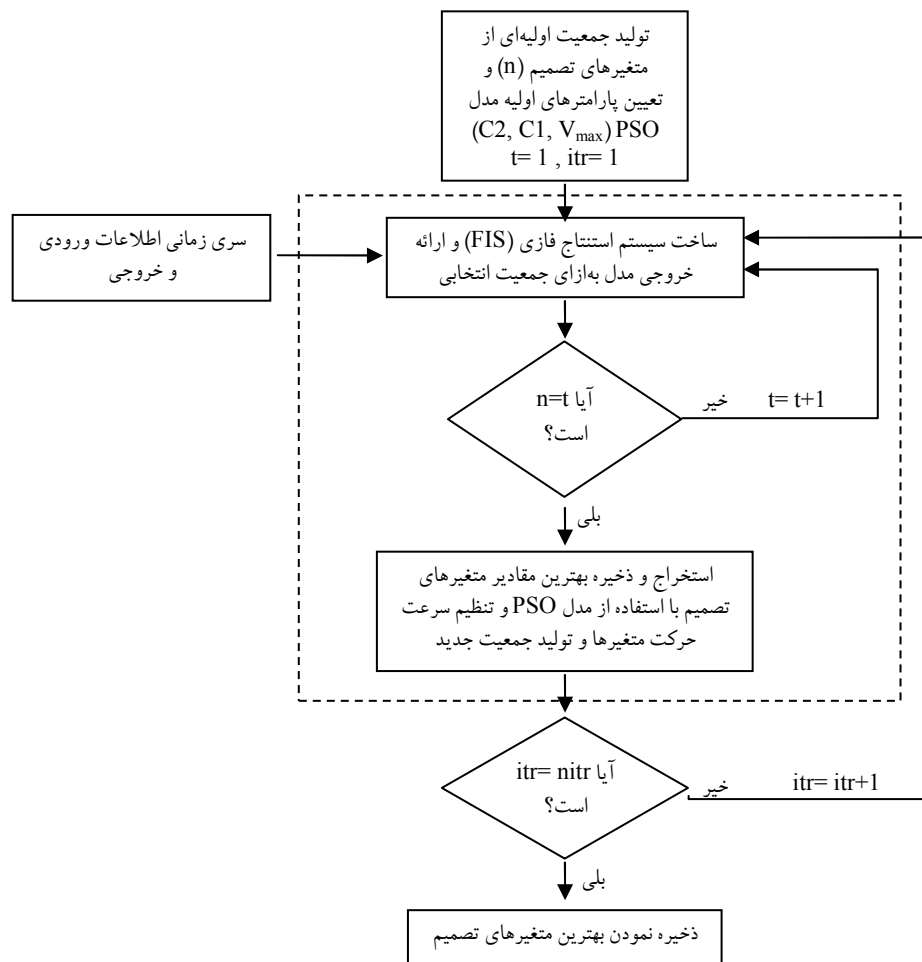 تولید جمعیت اولیه‌ای از
متغیرهای تصمیم (n) و
تعیین پارامترهای اولیه مدل
PSO (C2, C1, Vmax)
t= 1 , itr= 1
سری زمانی اطلاعات ورودی
و خروجی
ساخت سیستم استنتاج فازی (FIS) و ارائه
خروجی مدل به‌ازای جمعیت انتخابی
آیا n=t
است؟
خیر
t= t+1
بلی
استخراج و ذخیره بهترین مقادیر متغیرهای
تصمیم با استفاده از مدل PSO و تنظیم سرعت
حرکت متغیرها و تولید جمعیت جدید
آیا itr= nitr
است؟
خیر
itr= itr+1
بلی
ذخیره نمودن بهترین متغیرهای تصمیم